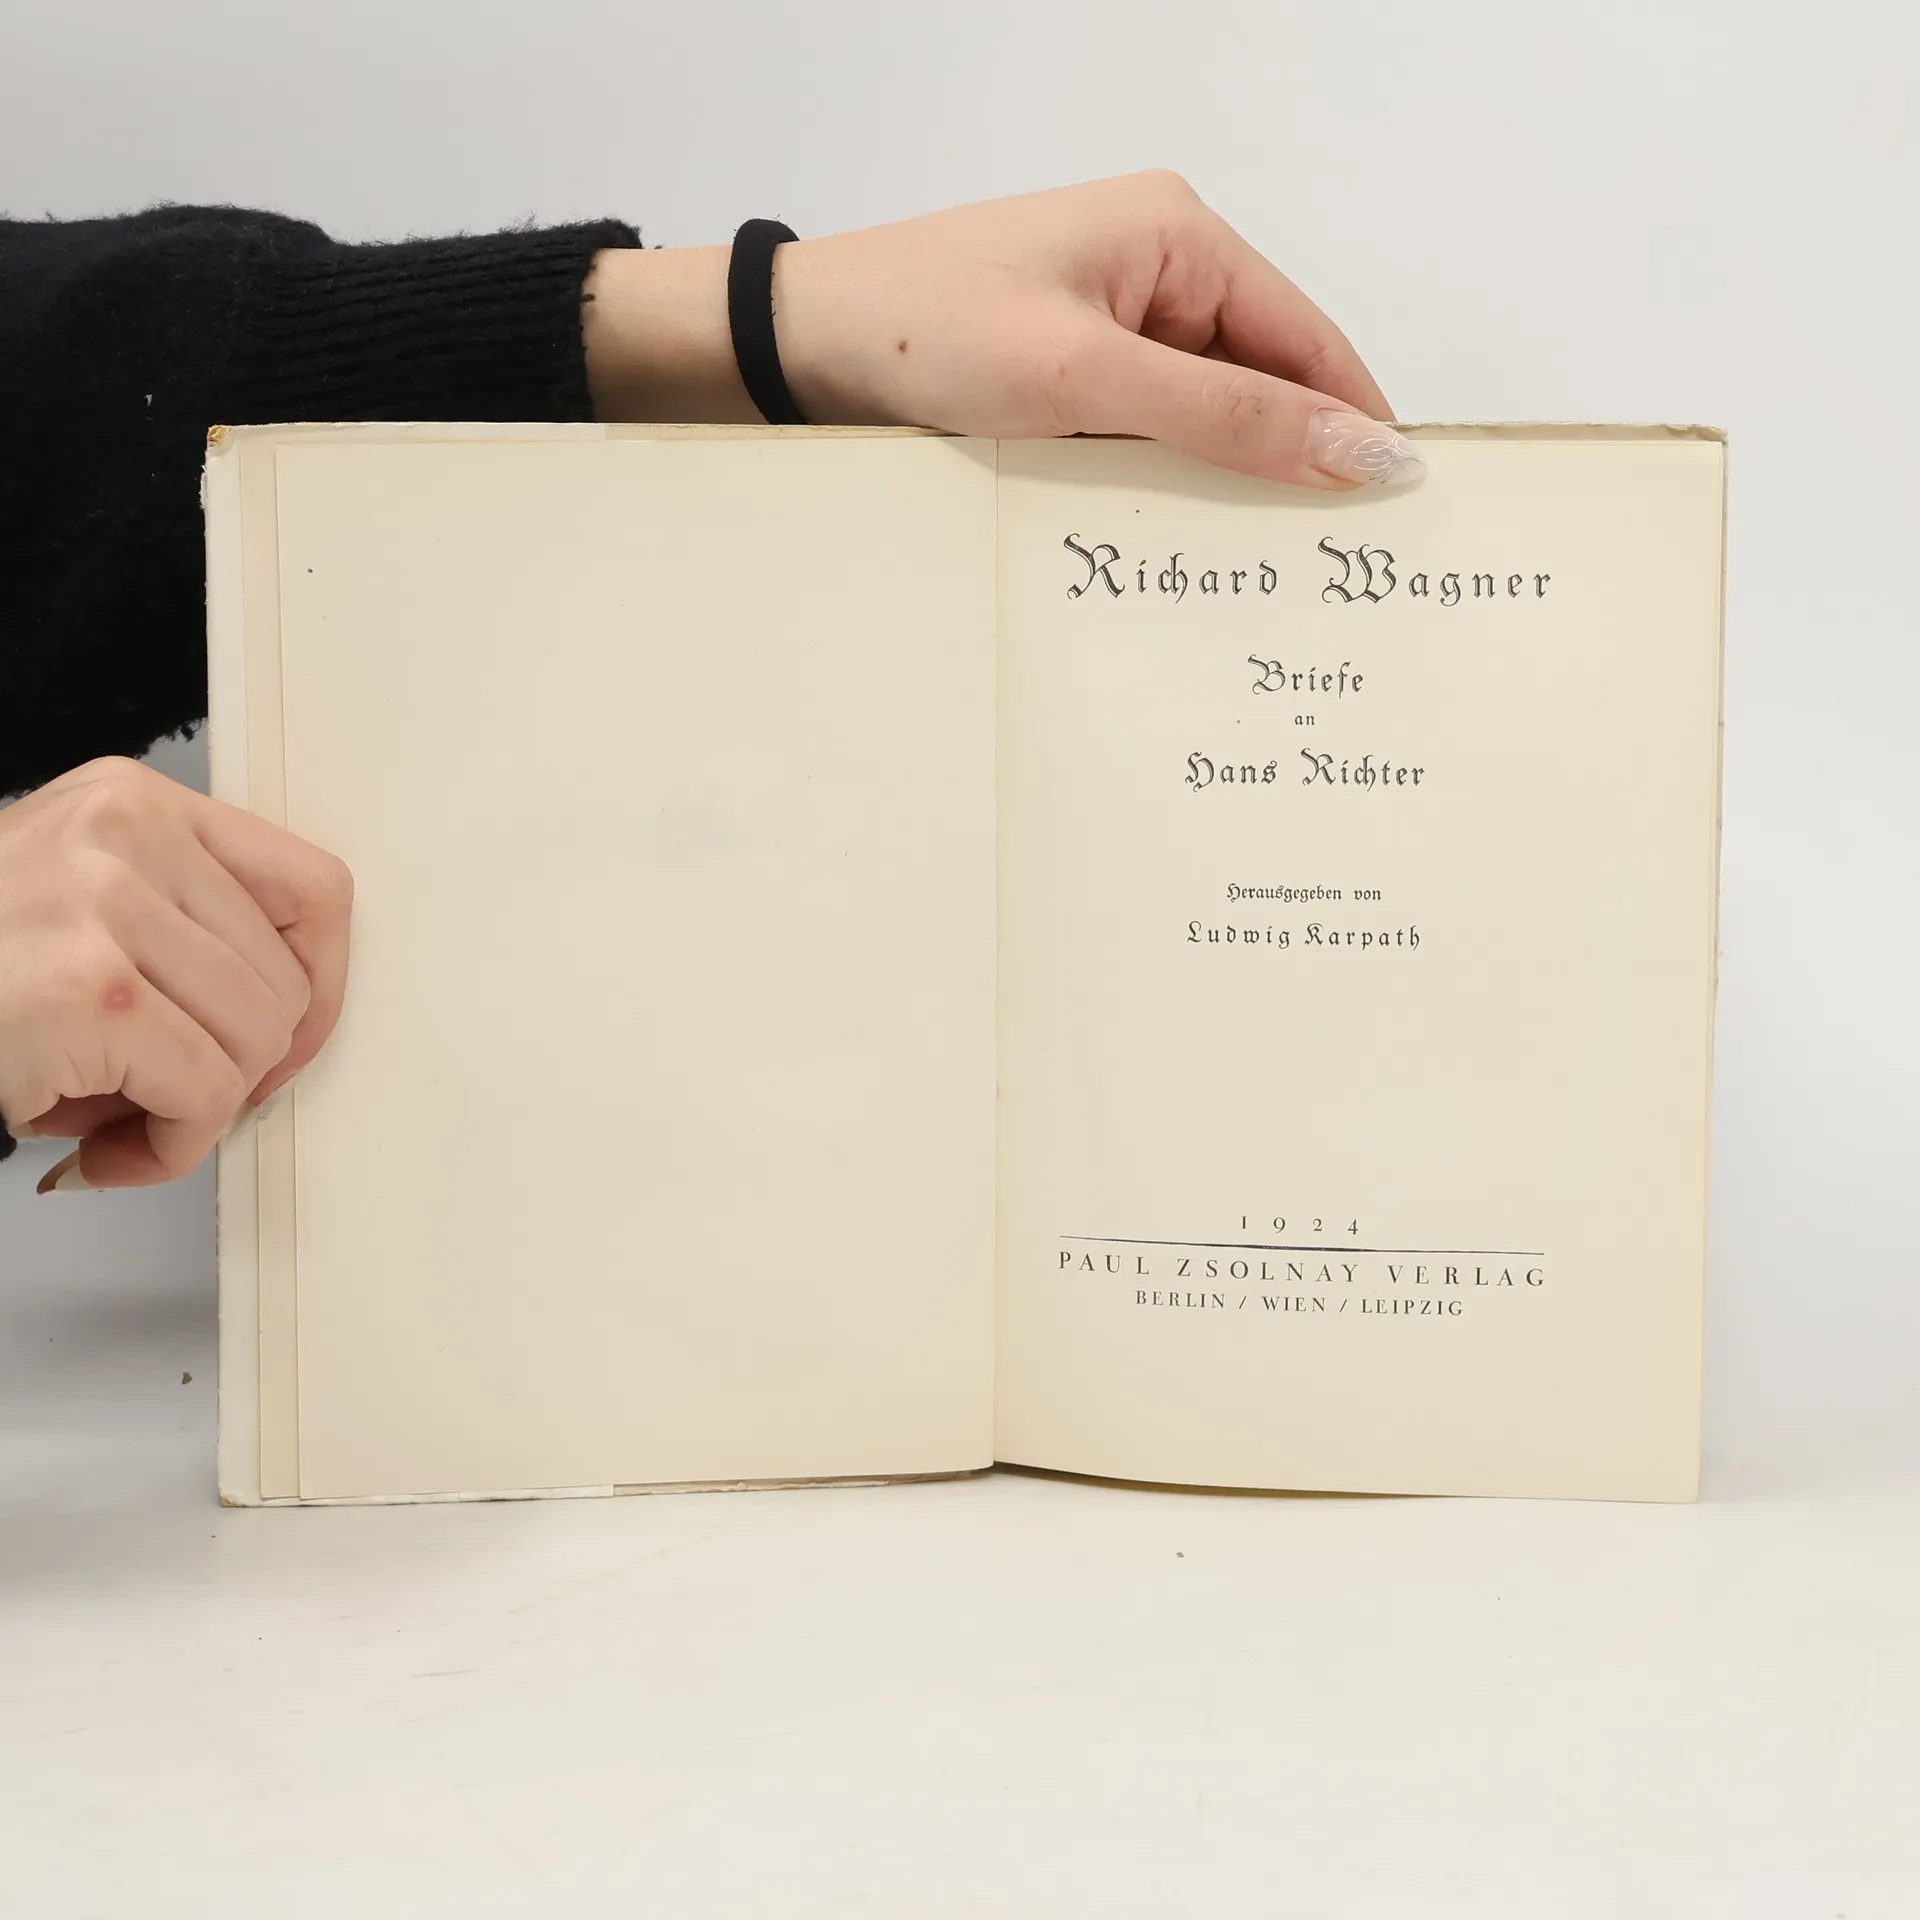 Richard Wagner
Briefe
an
Hans Richter
Herausgegeben von
Ludwig Karpath
1924
PAUL ZSOLNAY VERLAG
BERLIN / WIEN / LEIPZIG